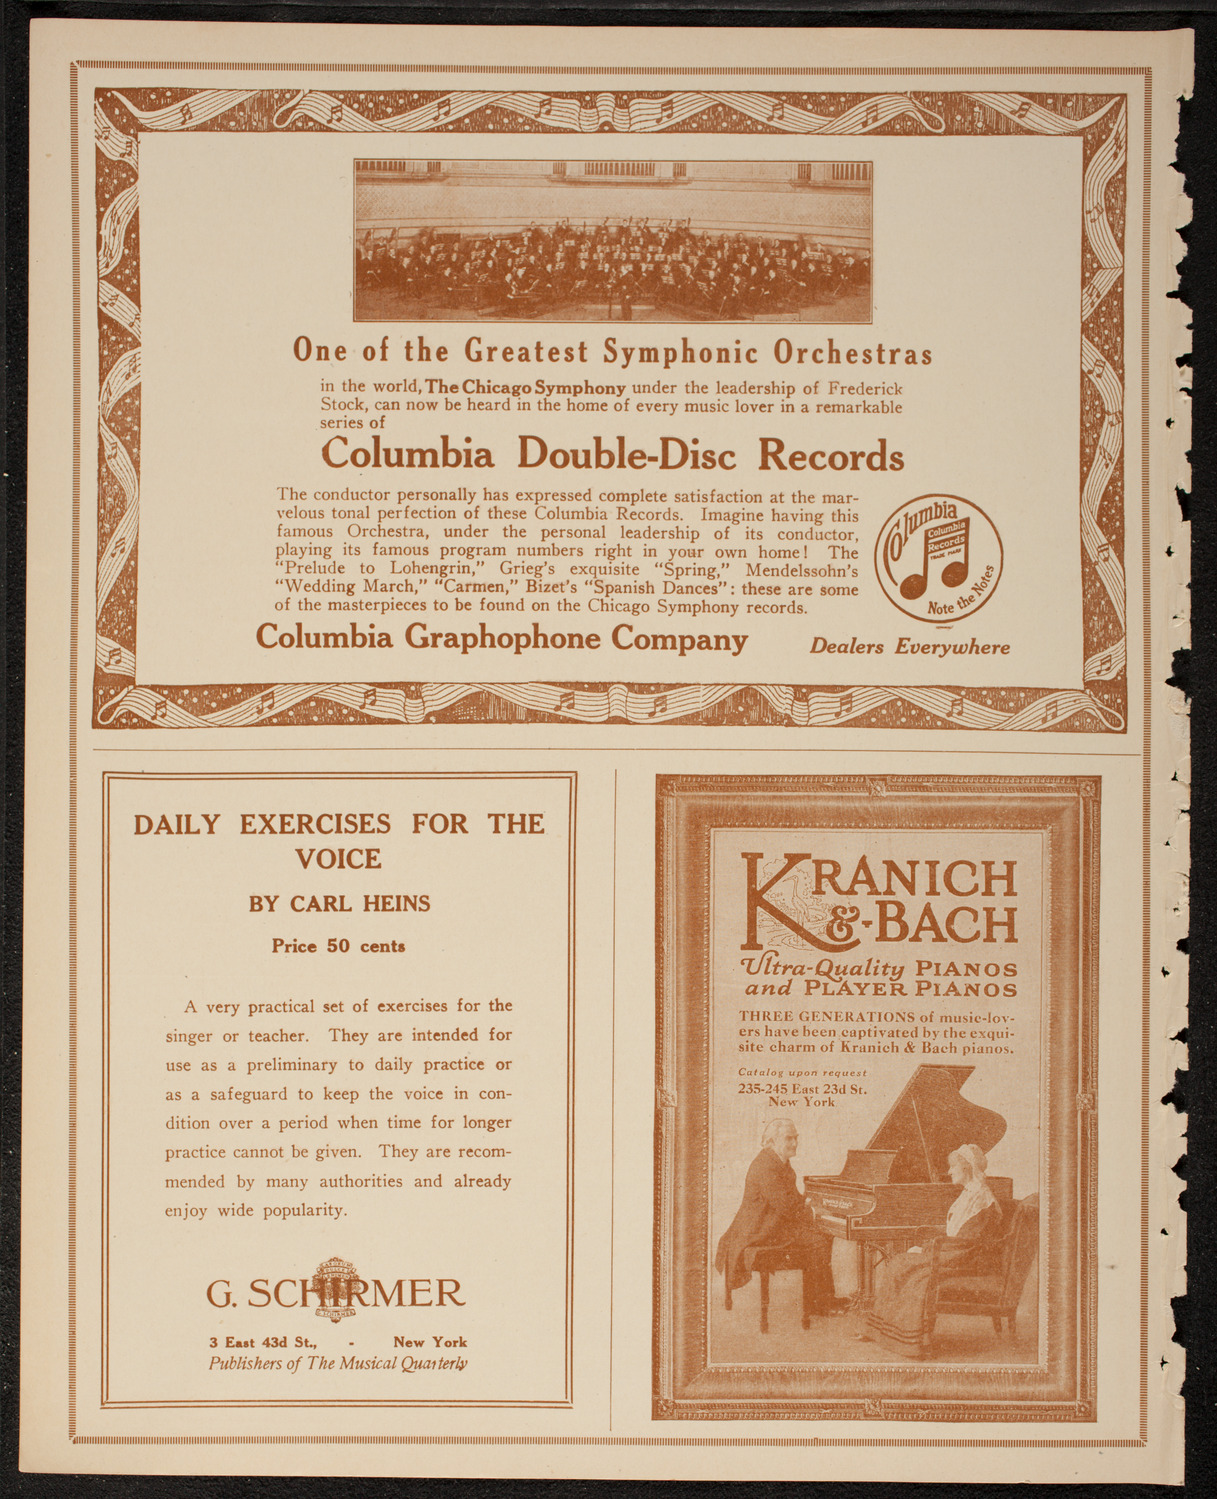 One of the Greatest Symphonic Orchestras
in the world, The Chicago Symphony under the leadership of Frederick
Stock, can now be heard in the home of every music lover in a remarkable
series of
Columbia Double-Disc Records
The conductor personally has expressed complete satisfaction at the mar-
velous tonal perfection of these Columbia Records. Imagine having this
famous Orchestra, under the personal leadership of its conductor,
playing its famous program numbers right in your own home! The
"Prelude to Lohengrin," Grieg's exquisite "Spring," Mendelssohn's
"Wedding March," "Carmen," Bizet's "Spanish Dances": these are some
of the masterpieces to be found on the Chicago Symphony records.
Columbia
Columbia
Records
TRADE MARK
Note the Notes
Columbia Graphophone Company
Dealers Everywhere
DAILY EXERCISES FOR THE
VOICE
BY CARL HEINS
Price 50 cents
A very practical set of exercises for the
singer or teacher. They are intended for
use as a preliminary to daily practice or
as a safeguard to keep the voice in con-
dition over a period when time for longer
practice cannot be given. They are recom-
mended by many authorities and already
enjoy wide popularity.
G. SCHIRMER
3 East 43d St., - New York
Publishers of The Musical Quarterly
KRANICH
&-BACH
Ultra-Quality PIANOS
and PLAYER PIANOS
THREE GENERATIONS of music-lov-
ers have been captivated by the exqui-
site charm of Kranich & Bach pianos.
Catalog upon request
235-245 East 23d St.
New York